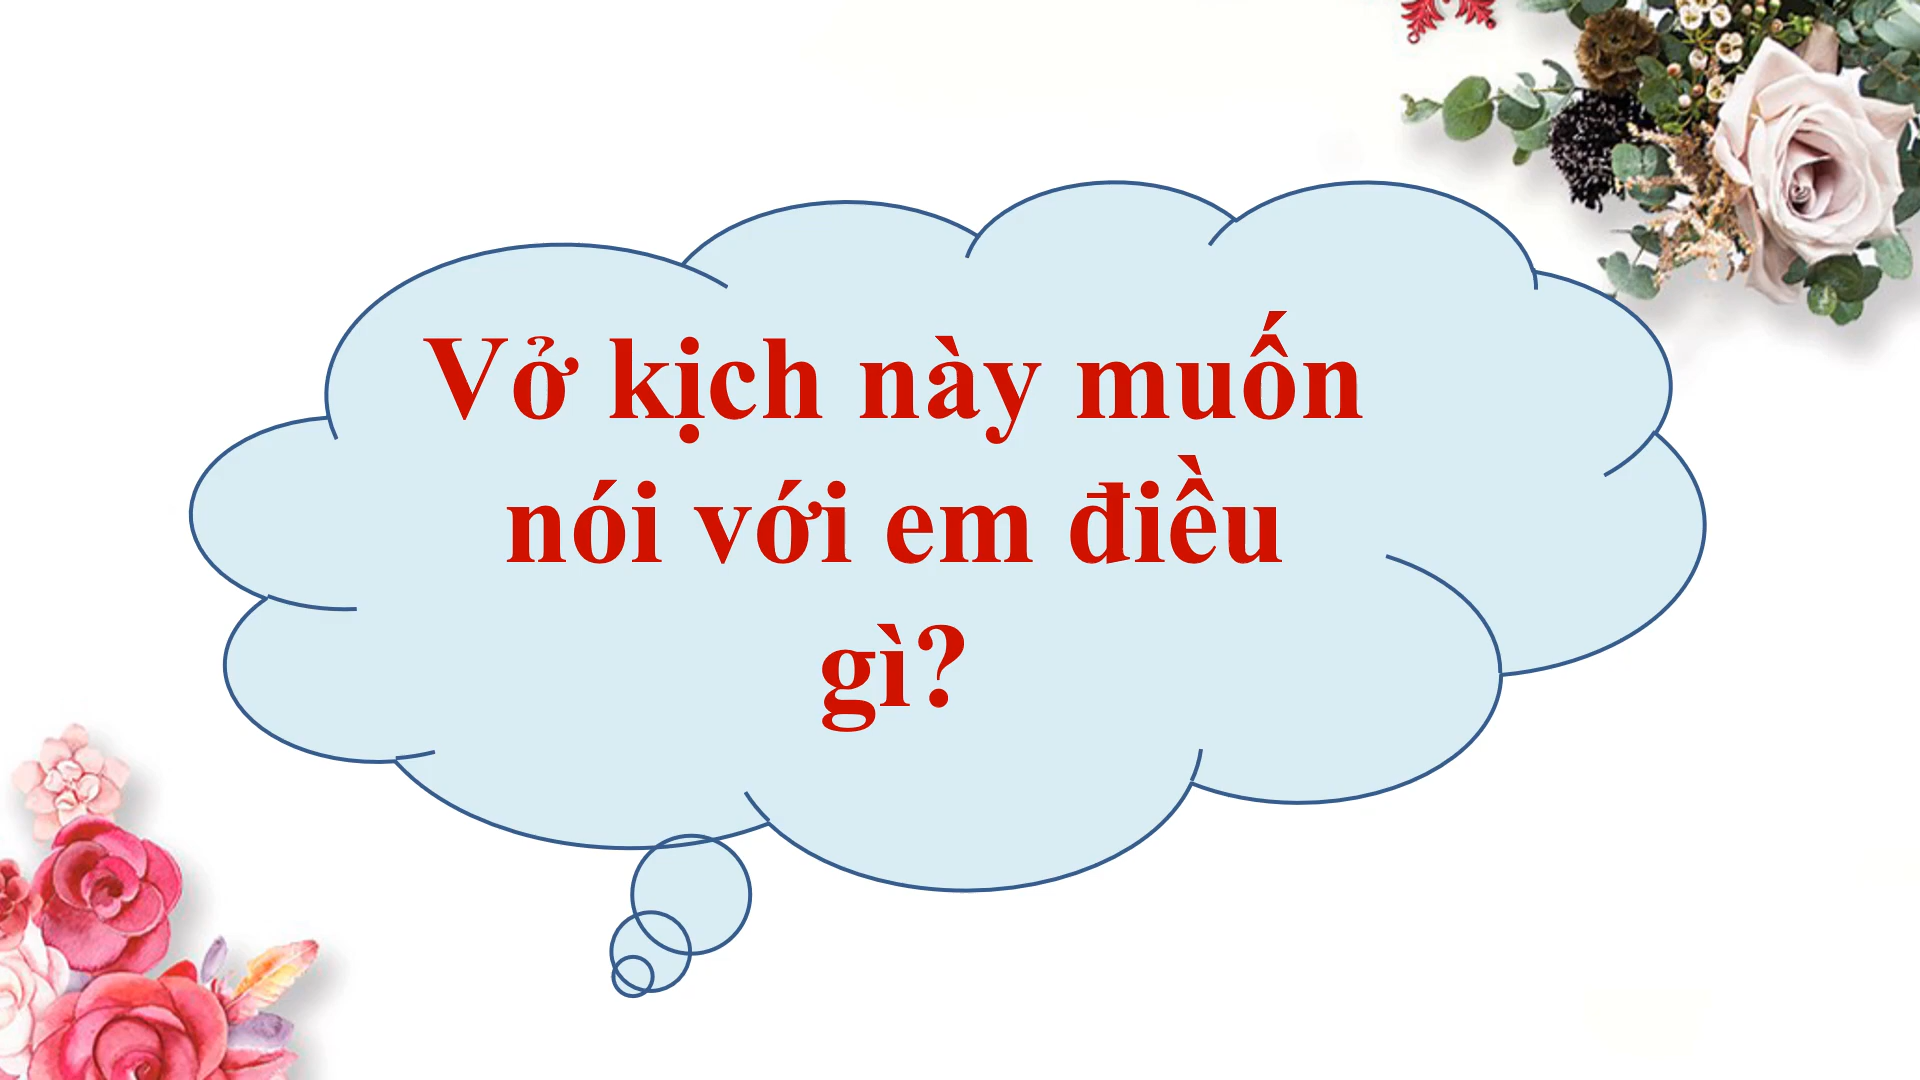 Vở kịch này muốn
nói với em điều
gì?